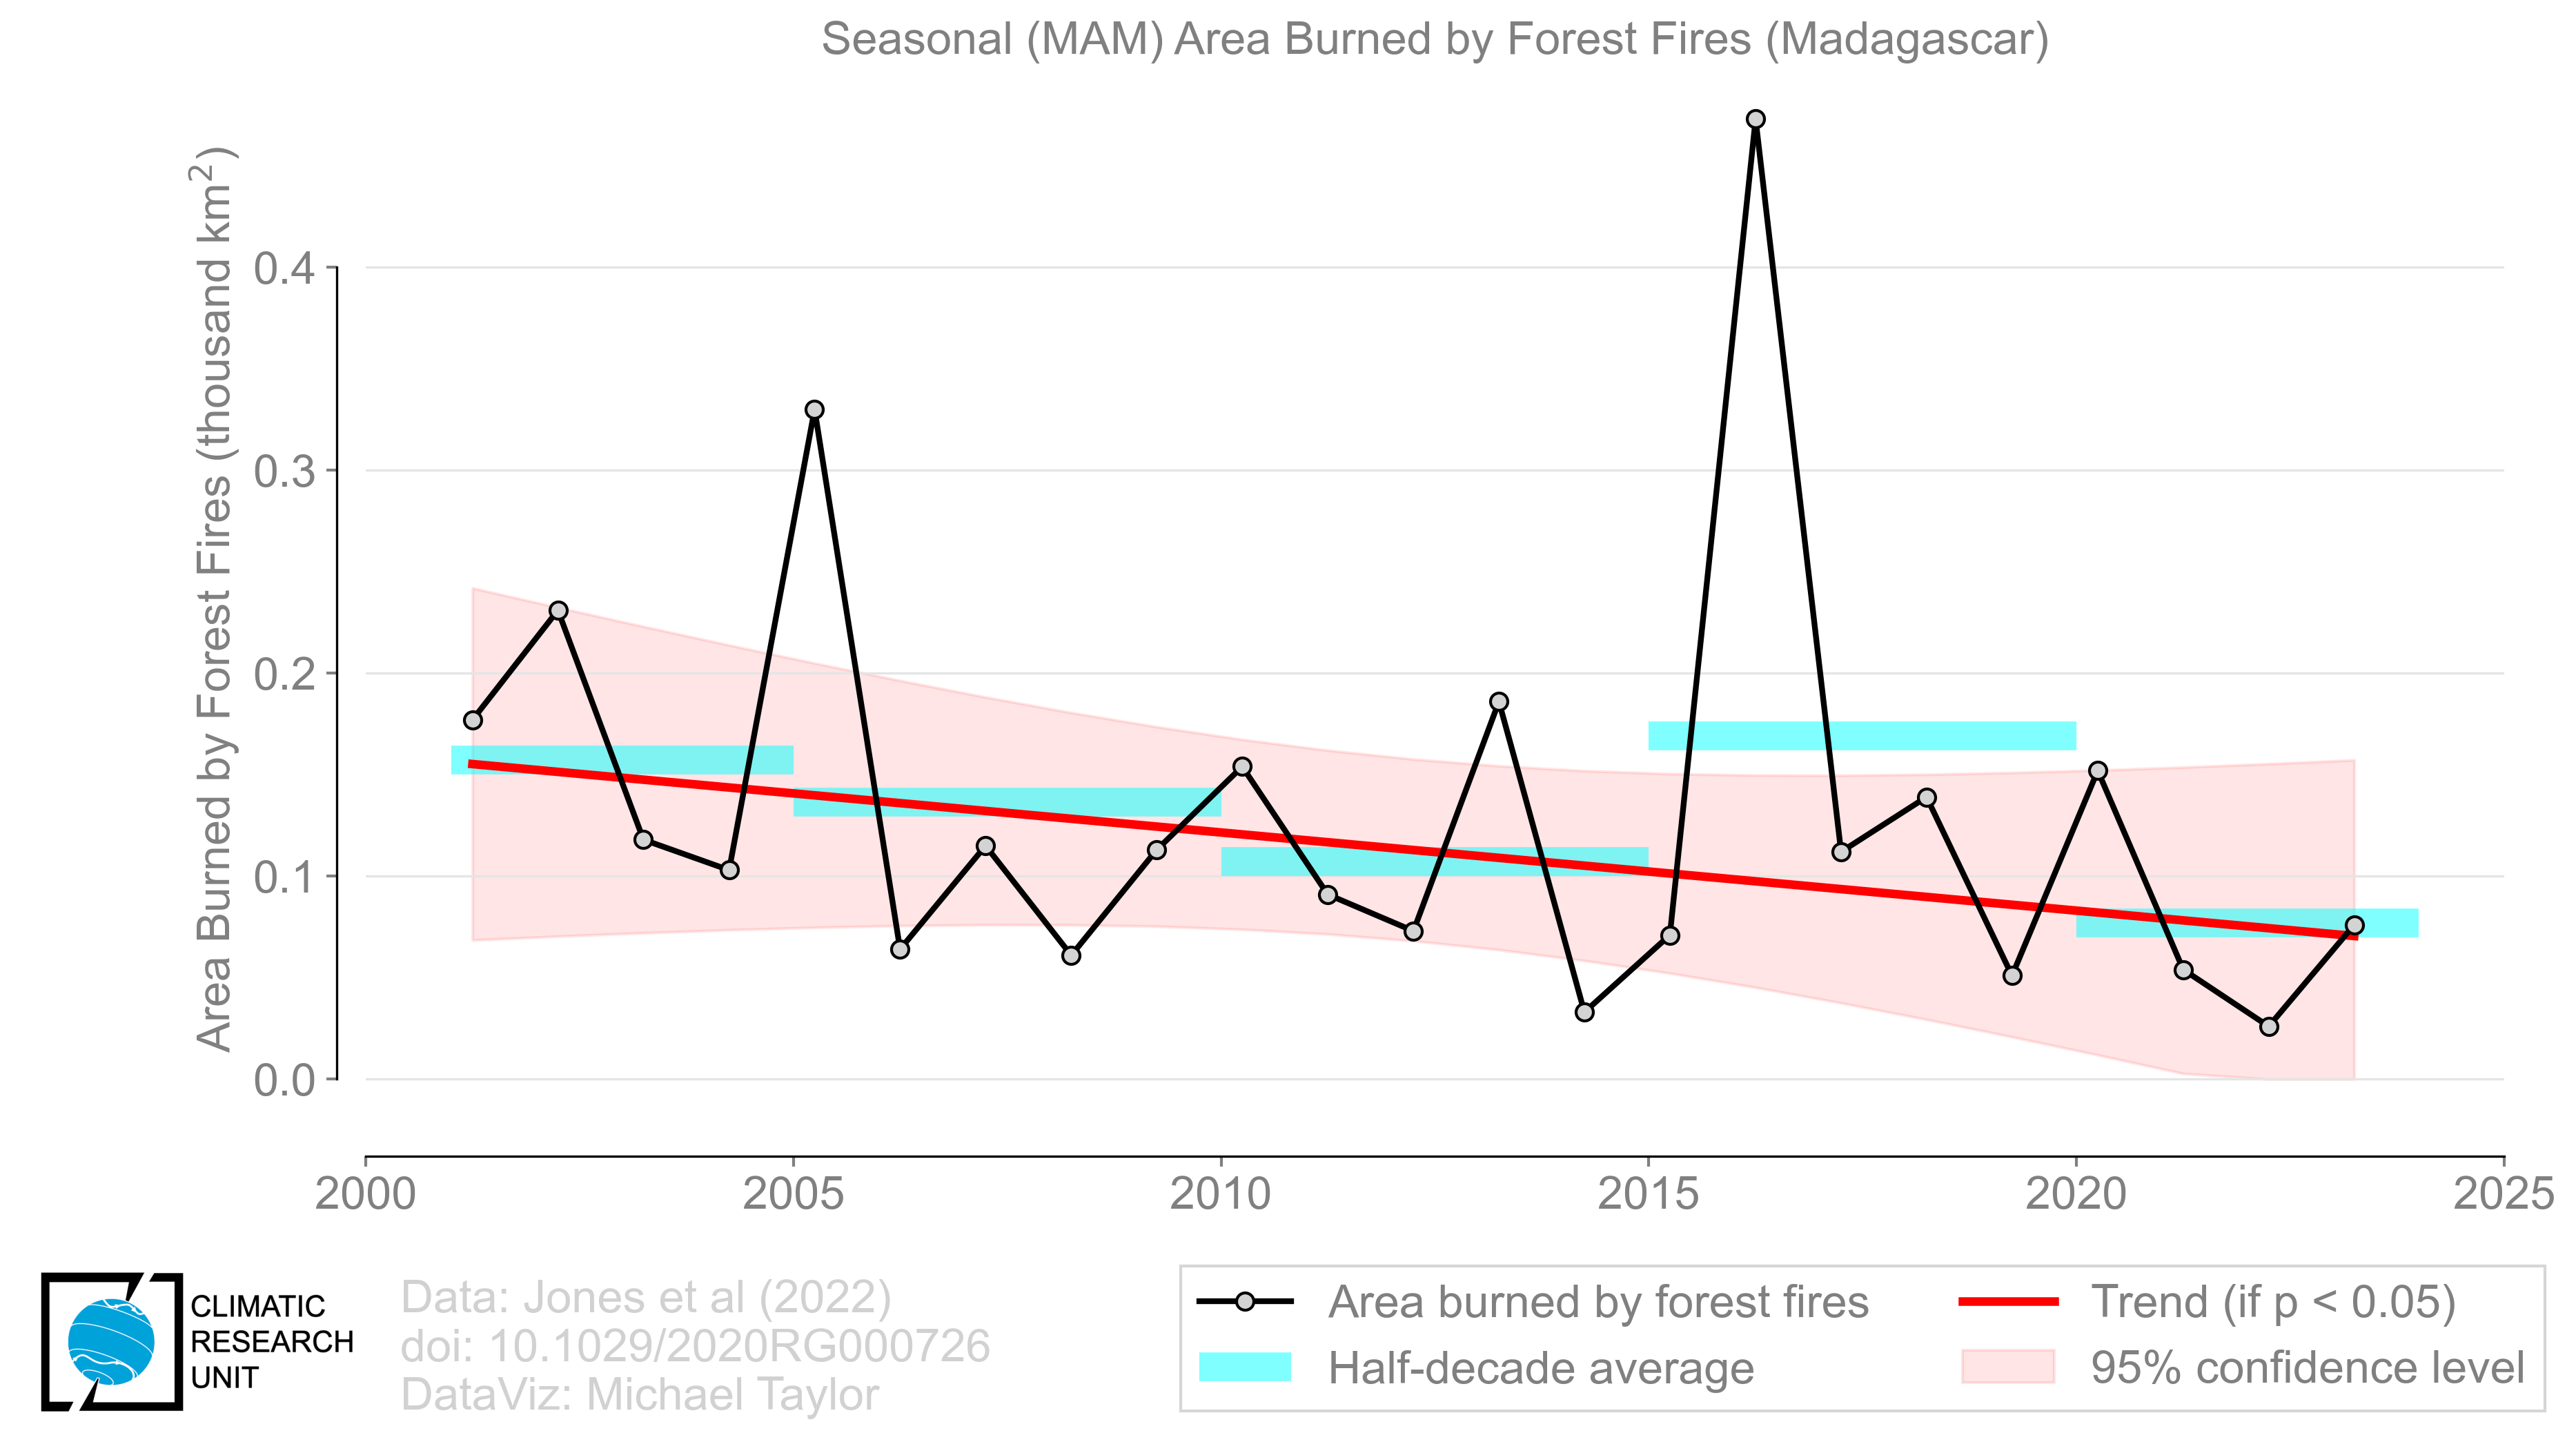 Seasonal (MAM) Area Burned by Forest Fires (Madagascar)
Area Burned by Forest Fires (thousand km²)
0.4
0.3
0.2
0.1
0.0
2000 2005 2010 2015 2020 2025
CLIMATIC
RESEARCH
UNIT
Data: Jones et al (2022)
doi: 10.1029/2020RG000726
DataViz: Michael Taylor
Area burned by forest fires
Half-decade average
Trend (if p < 0.05)
95% confidence level